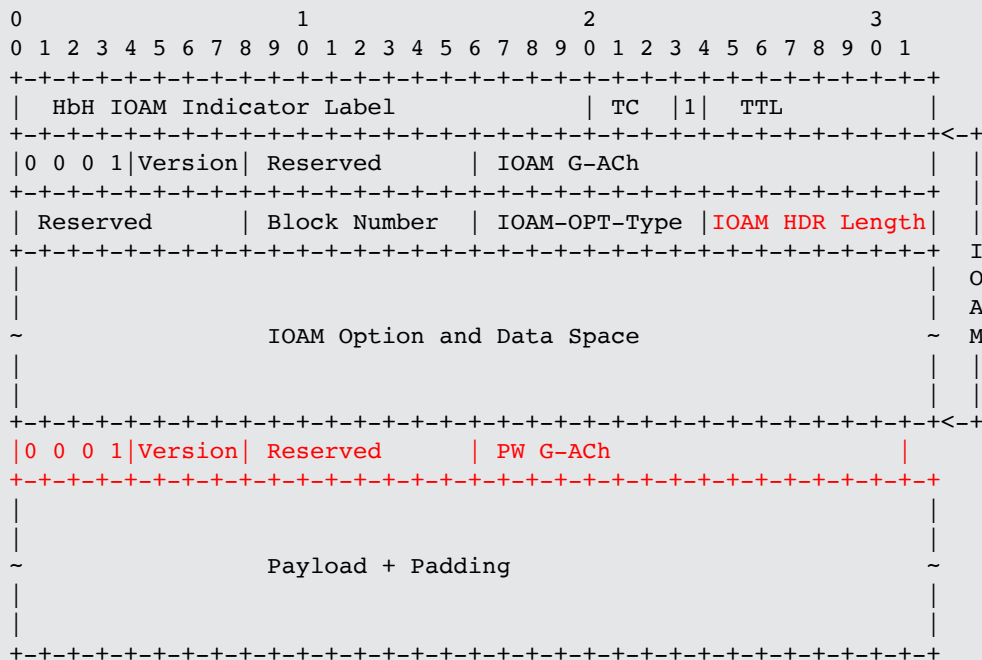 0                   1                   2                   3
0 1 2 3 4 5 6 7 8 9 0 1 2 3 4 5 6 7 8 9 0 1 2 3 4 5 6 7 8 9 0 1
+-+-+-+-+-+-+-+-+-+-+-+-+-+-+-+-+-+-+-+-+-+-+-+-+-+-+-+-+-+-+-+-+
|  HbH IOAM Indicator Label             | TC  |1|  TTL          |
+-+-+-+-+-+-+-+-+-+-+-+-+-+-+-+-+-+-+-+-+-+-+-+-+-+-+-+-+-+-+-+-+<-+
|0 0 0 1|Version| Reserved      | IOAM G-ACh                    |  |
+-+-+-+-+-+-+-+-+-+-+-+-+-+-+-+-+-+-+-+-+-+-+-+-+-+-+-+-+-+-+-+-+  |
| Reserved      | Block Number  | IOAM-OPT-Type |IOAM HDR Length|  |
+-+-+-+-+-+-+-+-+-+-+-+-+-+-+-+-+-+-+-+-+-+-+-+-+-+-+-+-+-+-+-+-+  I
|                                                               |  O
|                                                               |  A
~                 IOAM Option and Data Space                    ~  M
|                                                               |  |
|                                                               |  |
+-+-+-+-+-+-+-+-+-+-+-+-+-+-+-+-+-+-+-+-+-+-+-+-+-+-+-+-+-+-+-+-+<-+
|0 0 0 1|Version| Reserved      | PW G-ACh                    |
+-+-+-+-+-+-+-+-+-+-+-+-+-+-+-+-+-+-+-+-+-+-+-+-+-+-+-+-+-+-+-+-+
|                                                               |
|                                                               |
~                 Payload + Padding                             ~
|                                                               |
|                                                               |
+-+-+-+-+-+-+-+-+-+-+-+-+-+-+-+-+-+-+-+-+-+-+-+-+-+-+-+-+-+-+-+-+